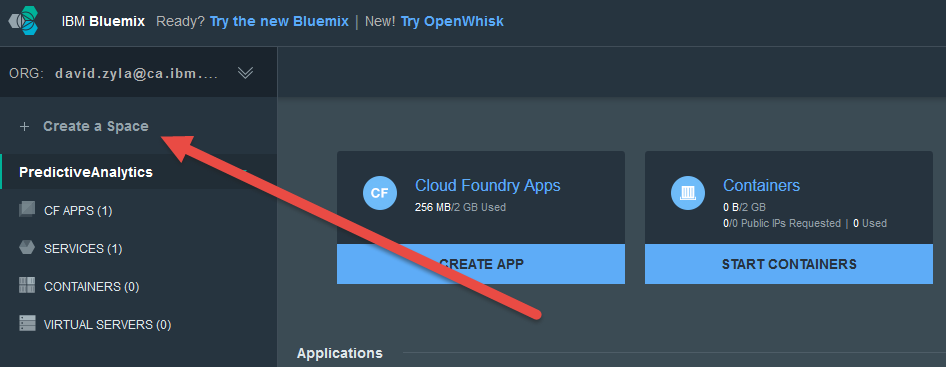 IBM Bluemix Ready? Try the new Bluemix | New! Try OpenWhisk
ORG: david.zyla@ca.ibm....
+ Create a Space
PredictiveAnalytics
CF APPS (1)
SERVICES (1)
CONTAINERS (0)
VIRTUAL SERVERS (0)
CF
Cloud Foundry Apps
256 MB/2 GB Used
CREATE APP
Containers
0 B/2 GB
0/0 Public IPs Requested | 0 Used
START CONTAINERS
Applications